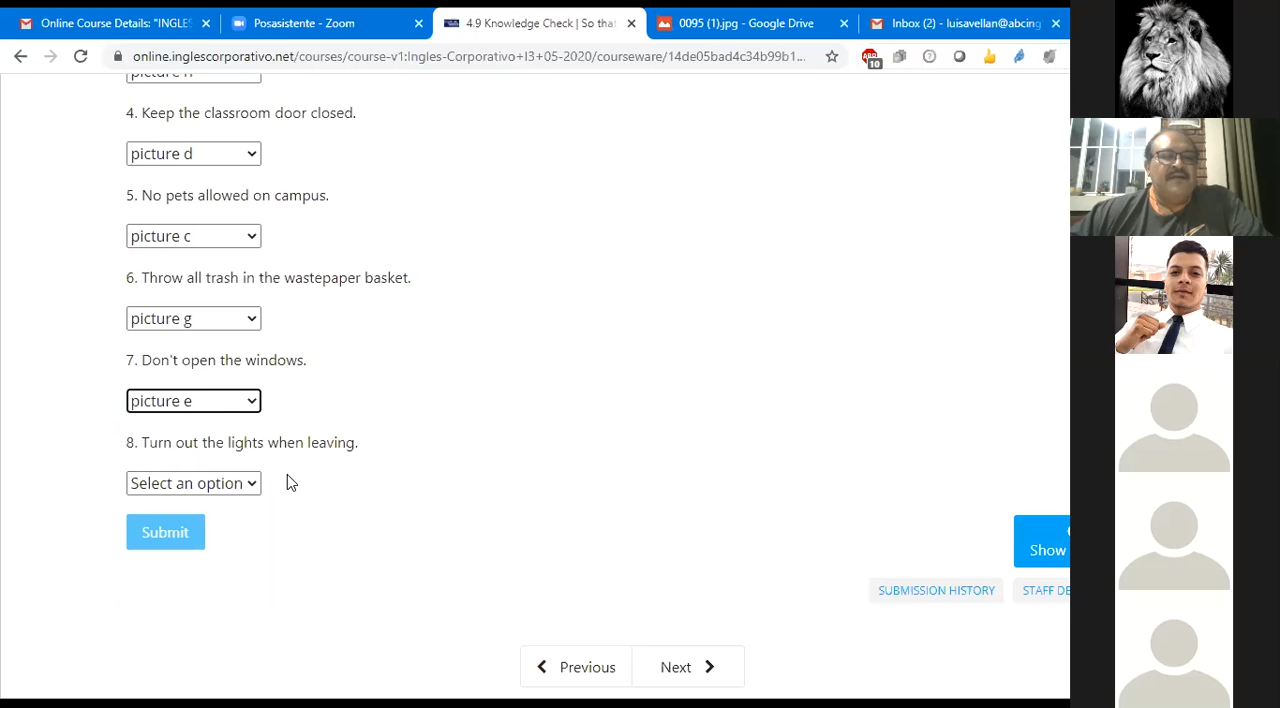 Online Course Details: "INGLES
Posasistente - Zoom
4.9 Knowledge Check | So that
0095 (1).jpg - Google Drive
Inbox (2) - luisavellan@abcing
online.inglescorporativo.net/courses/course-v1:Ingles-Corporativo+I3+05-2020/courseware/14de05bad4c34b99b1...
10
4. Keep the classroom door closed.
picture d
5. No pets allowed on campus.
picture c
6. Throw all trash in the wastepaper basket.
picture g
7. Don't open the windows.
picture e
8. Turn out the lights when leaving.
Select an option
Submit
Show
SUBMISSION HISTORY
STAFF DE
Previous
Next